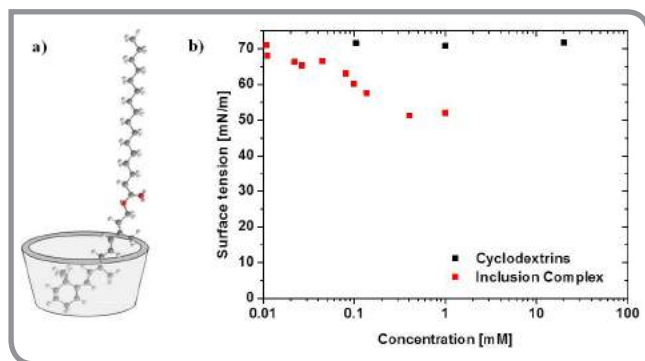 a)
b)
Surface tension [mN/m]
70
60
50
40
30
20
10
0
Cyclodextrins
Inclusion Complex
0.01
0.1
1
10
100
Concentration [mM]